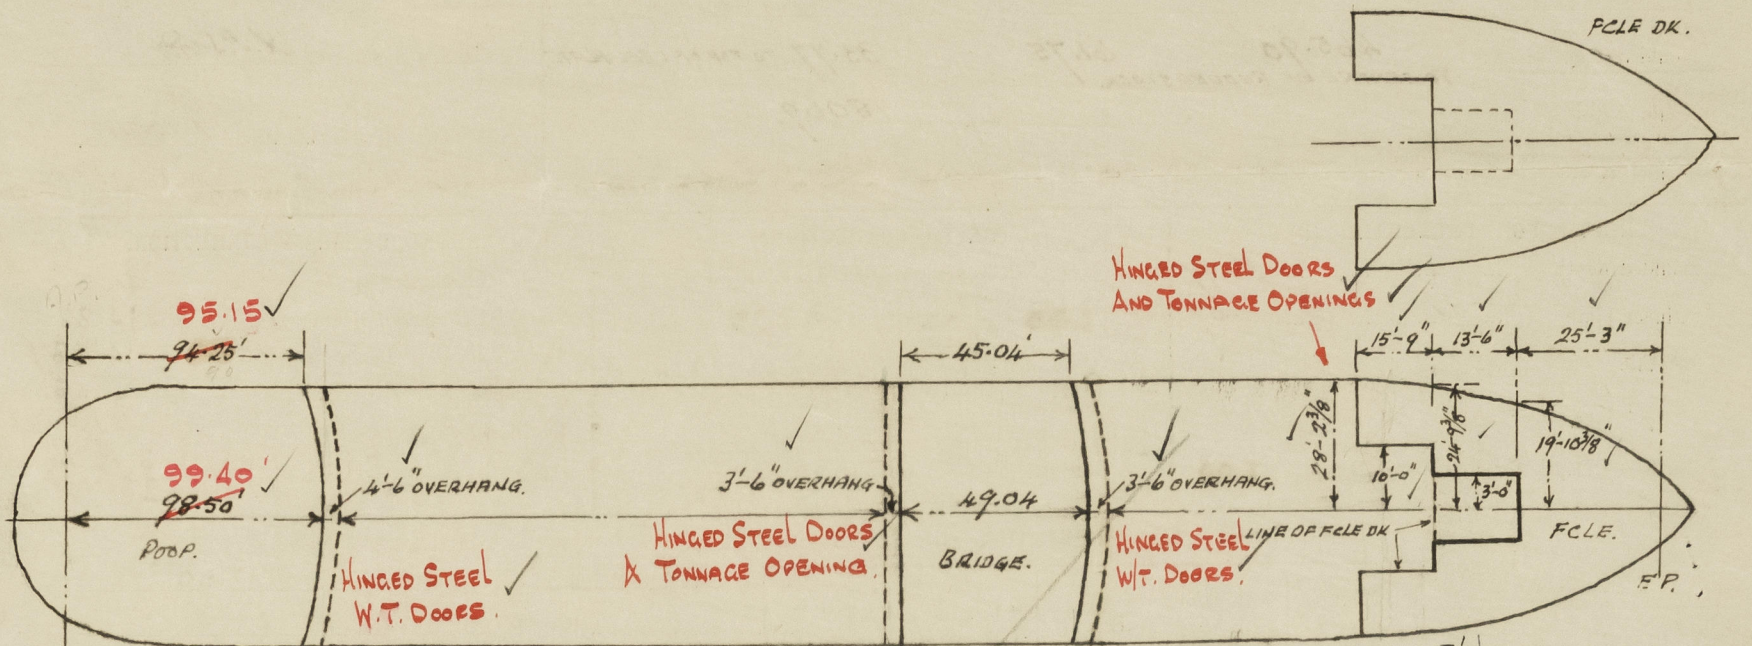 FCLE DK.
HINGED STEEL DOORS
AND TONNAGE OPENINGS
95.15
94.25'
45.04'
15'-9"
13'-6"
25'-3"
28'-2 3/8"
24'-9 3/8"
19'-10 3/8"
99.40'
98.50'
4'-6" OVERHANG.
3'-6" OVERHANG
49.04
3'-6" OVERHANG.
10'-0"
3'-0"
POOP.
HINGED STEEL
W.T. DOORS.
HINGED STEEL DOORS
& TONNAGE OPENING.
BRIDGE.
HINGED STEEL
W/T. DOORS.
LINE OF FCLE DK
FCLE.
F.P.